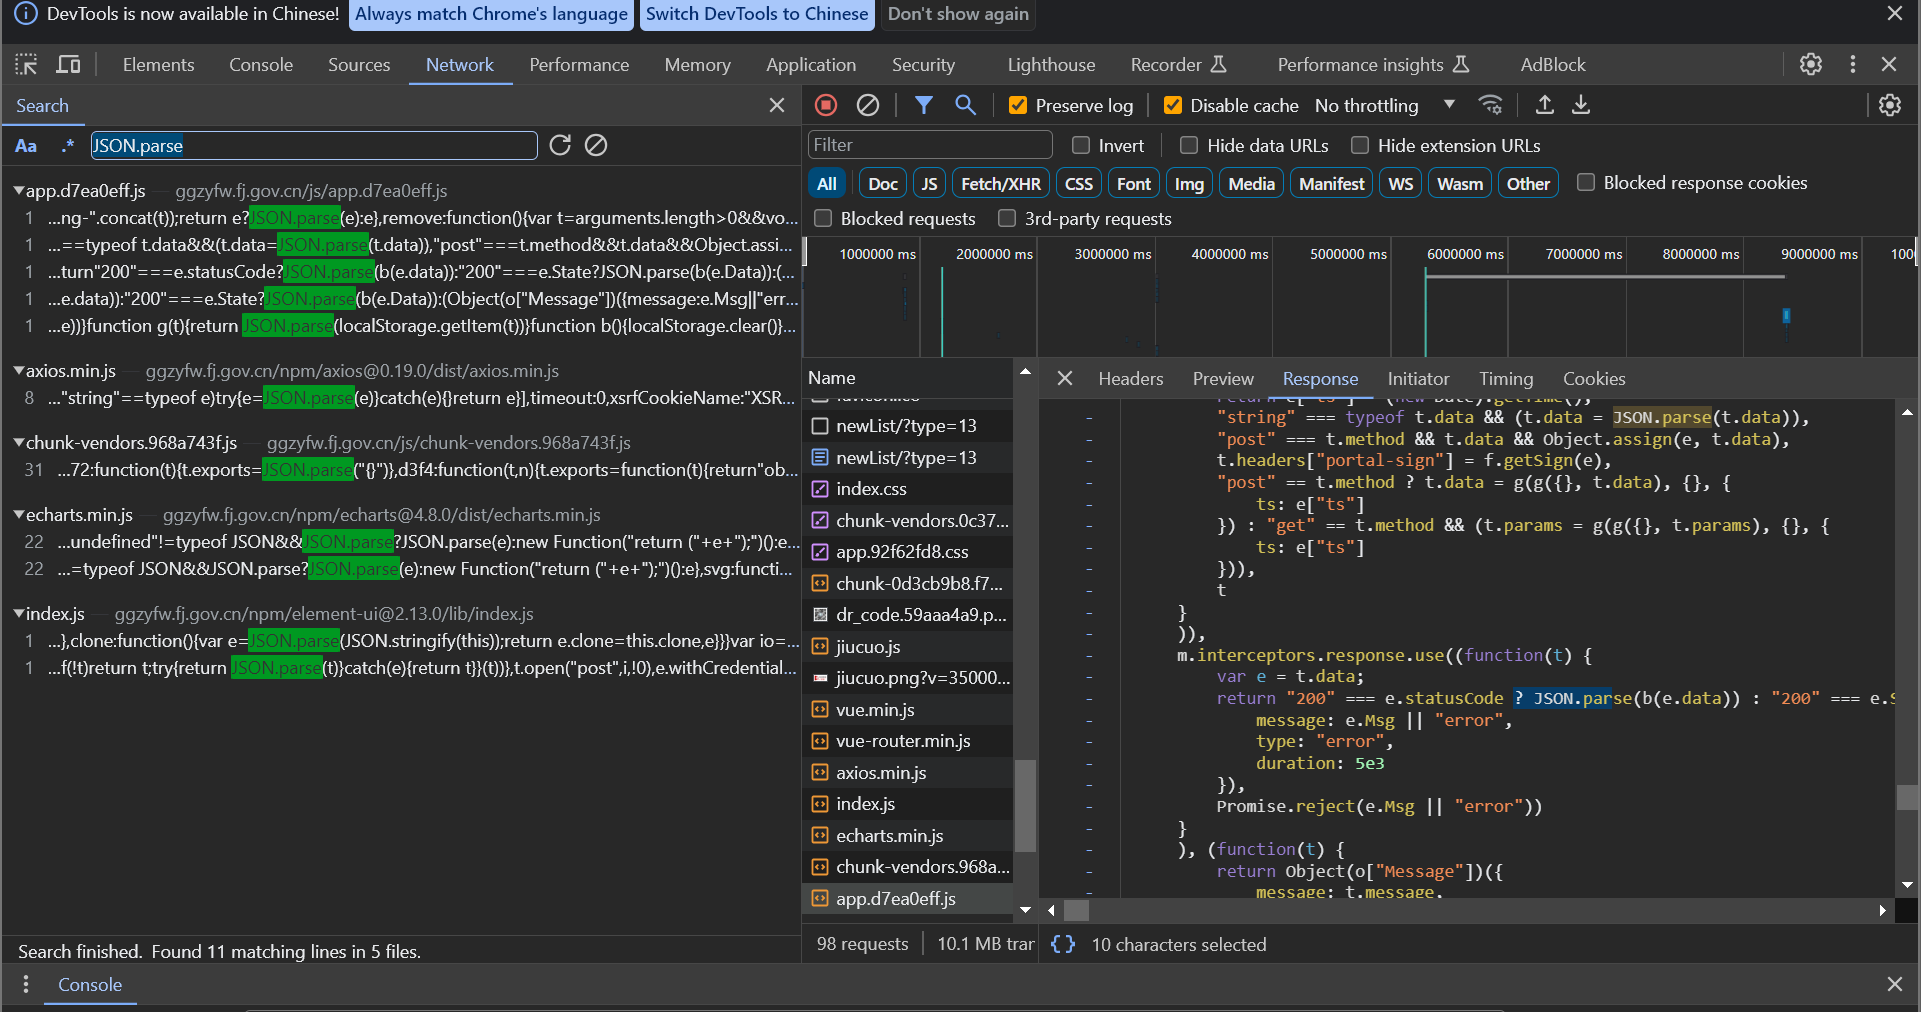 DevTools is now available in Chinese! Always match Chrome's language Switch DevTools to Chinese Don't show again
Elements Console Sources Network Performance Memory Application Security Lighthouse Recorder Performance insights AdBlock
Search
Aa .* JSON.parse
app.d7ea0eff.js — ggzyfw.fj.gov.cn/js/app.d7ea0eff.js
1 ...ng-".concat(t));return e?JSON.parse(e):e},remove:function(){var t=arguments.length>0&&vo...
1 ...==typeof t.data&&(t.data=JSON.parse(t.data)),"post"===t.method&&t.data&&Object.assi...
1 ...turn"200"===e.statusCode?JSON.parse(b(e.data)):"200"===e.State?JSON.parse(b(e.Data)):(...
1 ...e.data)):"200"===e.State?JSON.parse(b(e.Data)):(Object(o["Message"])({message:e.Msg||"err...
1 ...e))}function g(t){return JSON.parse(localStorage.getItem(t))}function b(){localStorage.clear()}...
axios.min.js — ggzyfw.fj.gov.cn/npm/axios@0.19.0/dist/axios.min.js
8 ..."string"==typeof e)try{e=JSON.parse(e)}catch(e){}return e}],timeout:0,xsrfCookieName:"XSR...
chunk-vendors.968a743f.js — ggzyfw.fj.gov.cn/js/chunk-vendors.968a743f.js
31 ...72:function(t){t.exports=JSON.parse("{}")},d3f4:function(t,n){t.exports=function(t){return"ob...
echarts.min.js — ggzyfw.fj.gov.cn/npm/echarts@4.8.0/dist/echarts.min.js
22 ...undefined"!=typeof JSON&&JSON.parse?JSON.parse(e):new Function("return ("+e+");")():e...
22 ...=typeof JSON&&JSON.parse?JSON.parse(e):new Function("return ("+e+");")():e},svg:functi...
index.js — ggzyfw.fj.gov.cn/npm/element-ui@2.13.0/lib/index.js
1 ...},clone:function(){var e=JSON.parse(JSON.stringify(this));return e.clone=this.clone,e}}}var io=...
1 ...f(!t)return t;try{return JSON.parse(t)}catch(e){return t}(t))},t.open("post",i,!0),e.withCredential...
Search finished. Found 11 matching lines in 5 files.
Preserve log Disable cache No throttling
Filter Invert Hide data URLs Hide extension URLs
All Doc JS Fetch/XHR CSS Font Img Media Manifest WS Wasm Other Blocked response cookies
Blocked requests 3rd-party requests
1000000 ms 2000000 ms 3000000 ms 4000000 ms 5000000 ms 6000000 ms 7000000 ms 8000000 ms 9000000 ms 100
Name
newList/?type=13
newList/?type=13
index.css
chunk-vendors.0c37...
app.92f62fd8.css
chunk-0d3cb9b8.f7...
dr_code.59aaa4a9.p...
jiucuo.js
jiucuo.png?v=35000...
vue.min.js
vue-router.min.js
axios.min.js
index.js
echarts.min.js
chunk-vendors.968a...
app.d7ea0eff.js
98 requests 10.1 MB tran
Headers Preview Response Initiator Timing Cookies
return e["ts"] = (new Date).getTime(),
"string" === typeof t.data && (t.data = JSON.parse(t.data)),
"post" === t.method && t.data && Object.assign(e, t.data),
t.headers["portal-sign"] = f.getSign(e),
"post" == t.method ? t.data = g(g({}, t.data), {}, {
ts: e["ts"]
}) : "get" == t.method && (t.params = g(g({}, t.params), {}, {
ts: e["ts"]
})),
t
}
)),
m.interceptors.response.use((function(t) {
var e = t.data;
return "200" === e.statusCode ? JSON.parse(b(e.data)) : "200" === e.S
message: e.Msg || "error",
type: "error",
duration: 5e3
}),
Promise.reject(e.Msg || "error"))
}
), (function(t) {
return Object(o["Message"])({
message: t.message,
{} 10 characters selected
Console